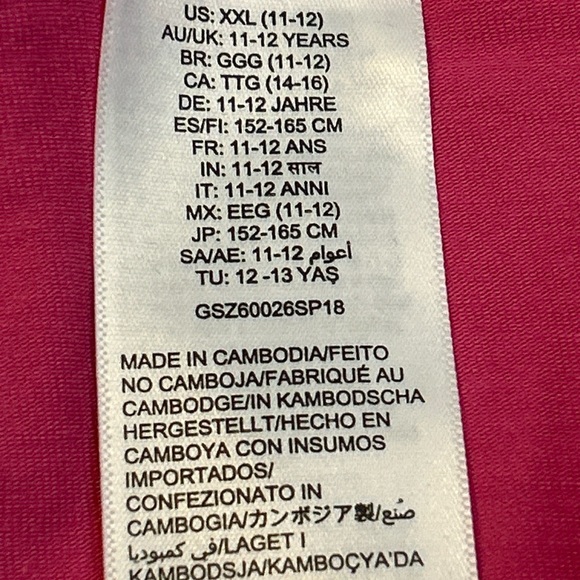 US: XXL (11-12)
AU/UK: 11-12 YEARS
BR: GGG (11-12)
CA: TTG (14-16)
DE: 11-12 JAHRE
ES/FI: 152-165 CM
FR: 11-12 ANS
IN: 11-12 साल
IT: 11-12 ANNI
MX: EEG (11-12)
JP: 152-165 CM
SA/AE: 11-12 أعوام
TU: 12 -13 YAŞ
GSZ60026SP18
MADE IN CAMBODIA/FEITO
NO CAMBOJA/FABRIQUÉ AU
CAMBODGE/IN KAMBODSCHA
HERGESTELLT/HECHO EN
CAMBOYA CON INSUMOS
IMPORTADOS/
CONFEZIONATO IN
CAMBOGIA/カンボジア製/صُنع
في كمبوديا/LAGET I
KAMBODSJA/KAMBOÇYA'DA